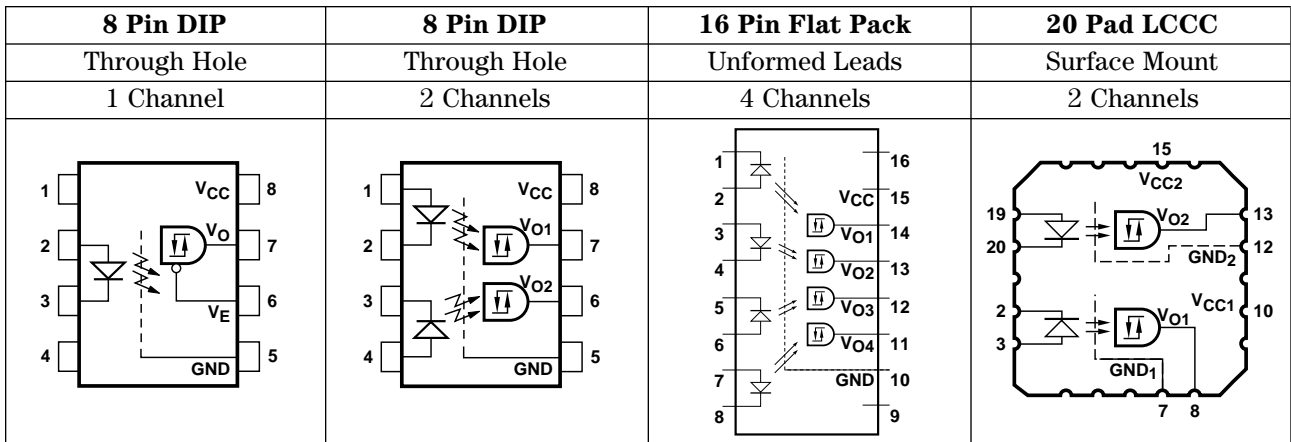 8 Pin DIP 8 Pin DIP 16 Pin Flat Pack 20 Pad LCCC
Through Hole Through Hole Unformed Leads Surface Mount
1 Channel 2 Channels 4 Channels 2 Channels
1 VCC 8
2 VO 7
3 VE 6
4 GND 5
1 VCC 8
2 VO1 7
3 VO2 6
4 GND 5
1 16
2 VCC 15
3 VO1 14
4 VO2 13
5 VO3 12
6 VO4 11
7 GND 10
8 9
15
VCC2
19 VO2 13
20 GND2 12
2 VCC1 10
3 VO1
GND1
7 8